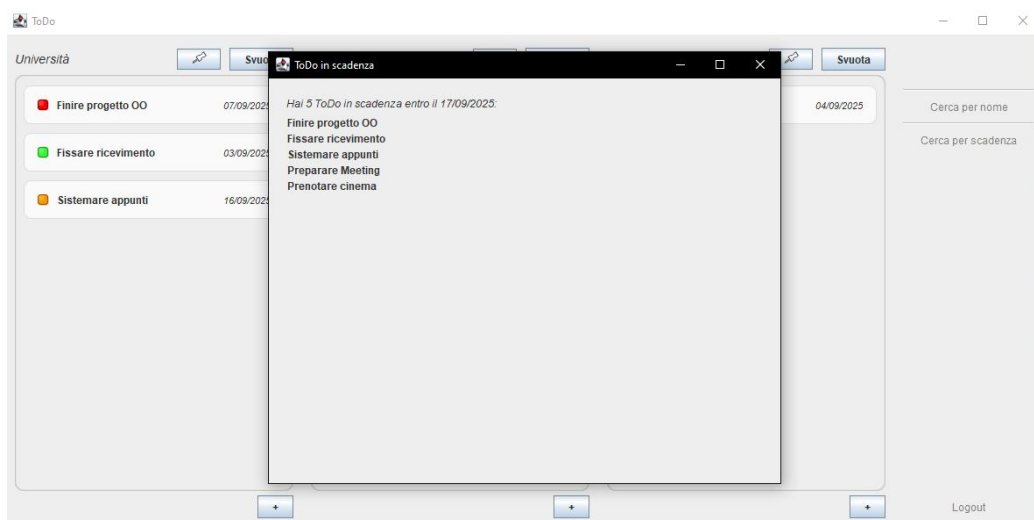 ToDo
Università
Svuo
ToDo in scadenza
Svuota
Finire progetto OO
07/09/2025
Hai 5 ToDo in scadenza entro il 17/09/2025:
Finire progetto OO
Fissare ricevimento
Sistemare appunti
Preparare Meeting
Prenotare cinema
04/09/2025
Cerca per nome
Fissare ricevimento
03/09/2025
Cerca per scadenza
Sistemare appunti
16/09/2025
+
+
+
Logout